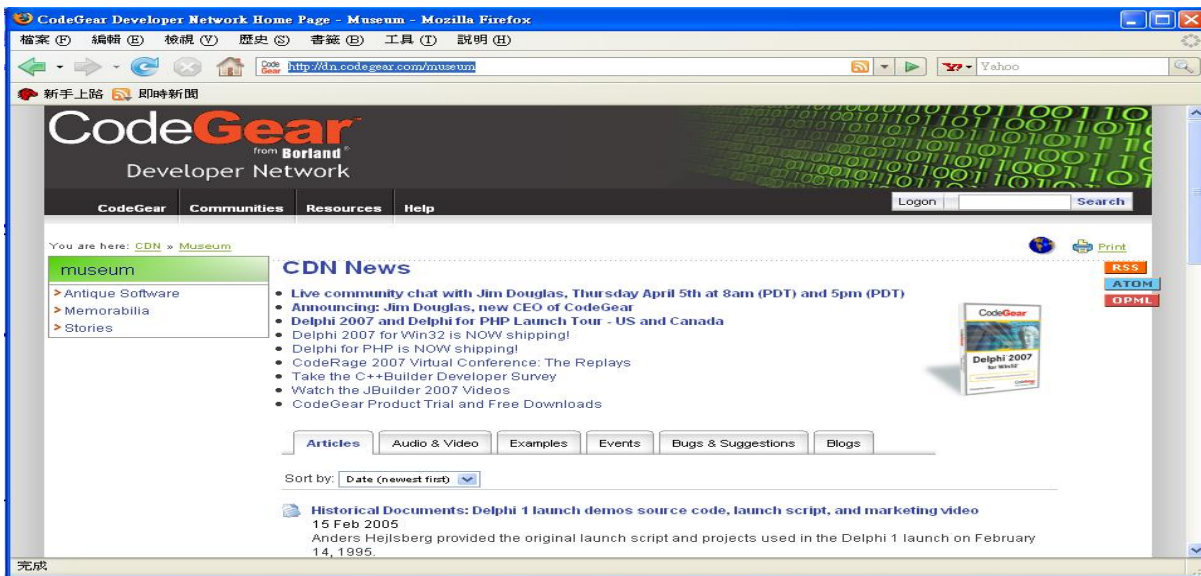 CodeGear Developer Network Home Page - Museum - Mozilla Firefox
檔案(F) 編輯(E) 檢視(V) 歷史(S) 書籤(B) 工具(T) 說明(H)
http://dn.codegear.com/museum
Yahoo
新手上路 即時新聞
CodeGear
from Borland®
Developer Network
CodeGear Communities Resources Help Logon Search
You are here: CDN » Museum Print
museum
> Antique Software
> Memorabilia
> Stories
CDN News
• Live community chat with Jim Douglas, Thursday April 5th at 8am (PDT) and 5pm (PDT)
• Announcing: Jim Douglas, new CEO of CodeGear
• Delphi 2007 and Delphi for PHP Launch Tour - US and Canada
• Delphi 2007 for Win32 is NOW shipping!
• Delphi for PHP is NOW shipping!
• CodeRage 2007 Virtual Conference: The Replays
• Take the C++Builder Developer Survey
• Watch the JBuilder 2007 Videos
• CodeGear Product Trial and Free Downloads
RSS
ATOM
OPML
CodeGear
Delphi 2007
for Win32
Articles Audio & Video Examples Events Bugs & Suggestions Blogs
Sort by: Date (newest first)
Historical Documents: Delphi 1 launch demos source code, launch script, and marketing video
15 Feb 2005
Anders Hejlsberg provided the original launch script and projects used in the Delphi 1 launch on February
14, 1995.
完成